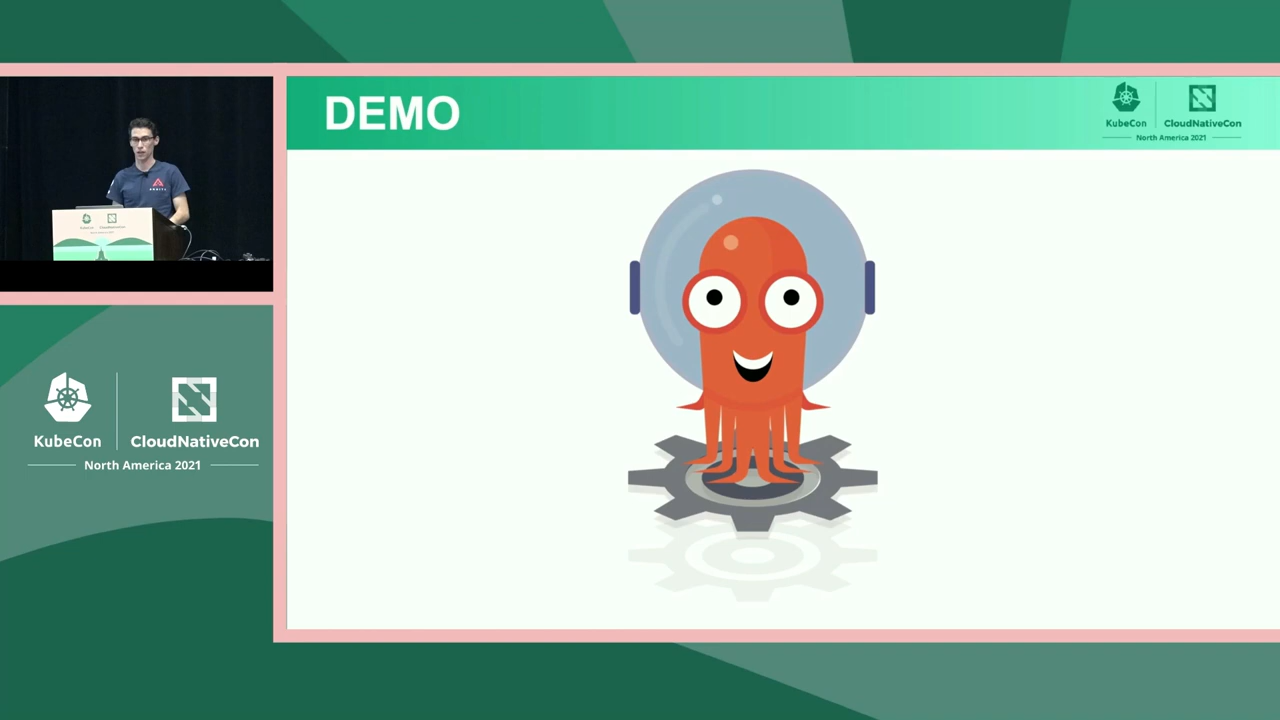 DEMO
KubeCon
CloudNativeCon
North America 2021
KubeCon
CloudNativeCon
North America 2021